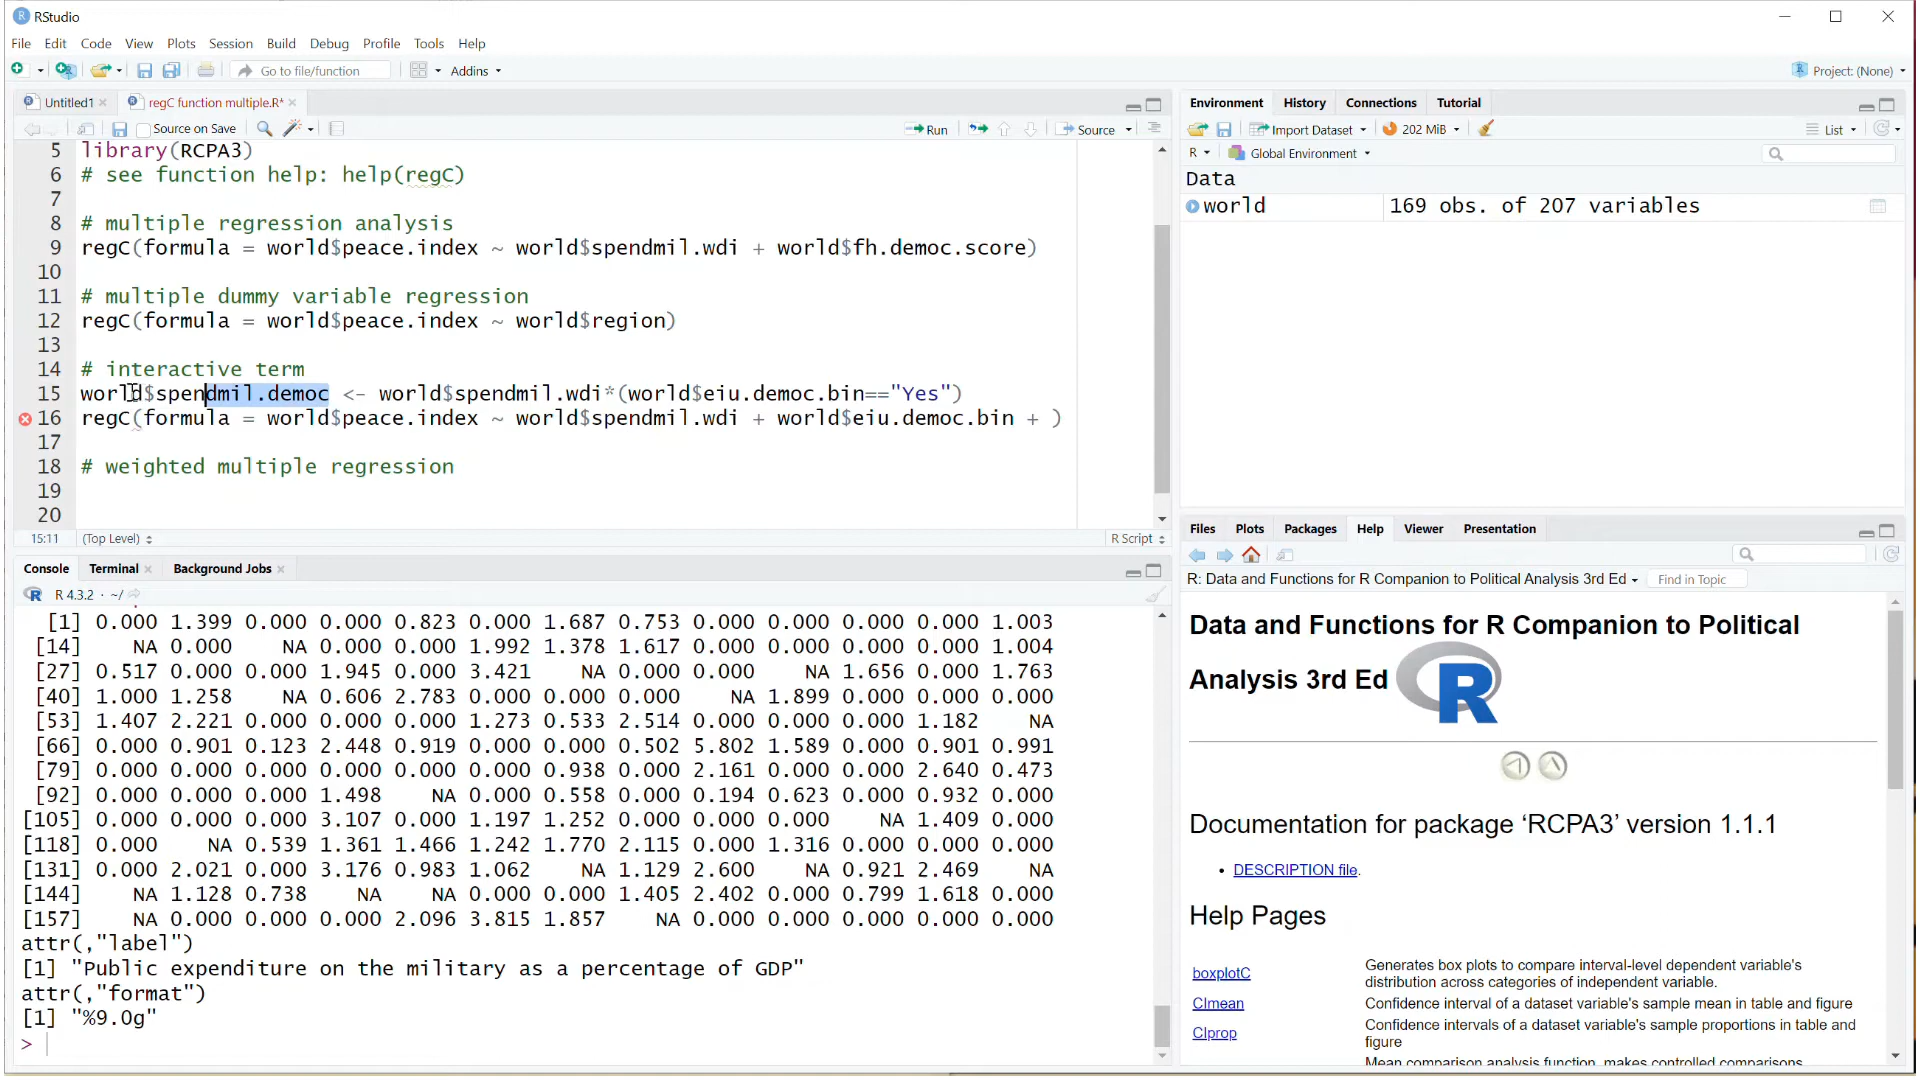 RStudio
File Edit Code View Plots Session Build Debug Profile Tools Help
Go to file/function Addins Project: (None)
Untitled1 regC function multiple.R*
Source on Save Run Source
5 library(RCPA3)
6 # see function help: help(regC)
7
8 # multiple regression analysis
9 regC(formula = world$peace.index ~ world$spendmil.wdi + world$fh.democ.score)
10
11 # multiple dummy variable regression
12 regC(formula = world$peace.index ~ world$region)
13
14 # interactive term
15 world$spendmil.democ <- world$spendmil.wdi*(world$eiu.democ.bin=="Yes")
16 regC(formula = world$peace.index ~ world$spendmil.wdi + world$eiu.democ.bin + )
17
18 # weighted multiple regression
19
20
15:11 (Top Level) R Script
Console Terminal Background Jobs
R 4.3.2 · ~/
[1] 0.000 1.399 0.000 0.000 0.823 0.000 1.687 0.753 0.000 0.000 0.000 0.000 1.003
[14] NA 0.000 NA 0.000 0.000 1.992 1.378 1.617 0.000 0.000 0.000 0.000 1.004
[27] 0.517 0.000 0.000 1.945 0.000 3.421 NA 0.000 0.000 NA 1.656 0.000 1.763
[40] 1.000 1.258 NA 0.606 2.783 0.000 0.000 0.000 NA 1.899 0.000 0.000 0.000
[53] 1.407 2.221 0.000 0.000 0.000 1.273 0.533 2.514 0.000 0.000 0.000 1.182 NA
[66] 0.000 0.901 0.123 2.448 0.919 0.000 0.000 0.502 5.802 1.589 0.000 0.901 0.991
[79] 0.000 0.000 0.000 0.000 0.000 0.000 0.938 0.000 2.161 0.000 0.000 2.640 0.473
[92] 0.000 0.000 0.000 1.498 NA 0.000 0.558 0.000 0.194 0.623 0.000 0.932 0.000
[105] 0.000 0.000 0.000 3.107 0.000 1.197 1.252 0.000 0.000 0.000 NA 1.409 0.000
[118] 0.000 NA 0.539 1.361 1.466 1.242 1.770 2.115 0.000 1.316 0.000 0.000 0.000
[131] 0.000 2.021 0.000 3.176 0.983 1.062 NA 1.129 2.600 NA 0.921 2.469 NA
[144] NA 1.128 0.738 NA NA 0.000 0.000 1.405 2.402 0.000 0.799 1.618 0.000
[157] NA 0.000 0.000 0.000 2.096 3.815 1.857 NA 0.000 0.000 0.000 0.000 0.000
attr(,"label")
[1] "Public expenditure on the military as a percentage of GDP"
attr(,"format")
[1] "%9.0g"
>
Environment History Connections Tutorial
Import Dataset 202 MiB List
R Global Environment
Data
world 169 obs. of 207 variables
Files Plots Packages Help Viewer Presentation
R: Data and Functions for R Companion to Political Analysis 3rd Ed Find in Topic
Data and Functions for R Companion to Political
Analysis 3rd Ed R
Documentation for package ‘RCPA3’ version 1.1.1
• DESCRIPTION file.
Help Pages
boxplotC Generates box plots to compare interval-level dependent variable's
distribution across categories of independent variable.
CImean Confidence interval of a dataset variable's sample mean in table and figure
CIprop Confidence intervals of a dataset variable's sample proportions in table and
figure
Mean comparison analysis function, makes controlled comparisons